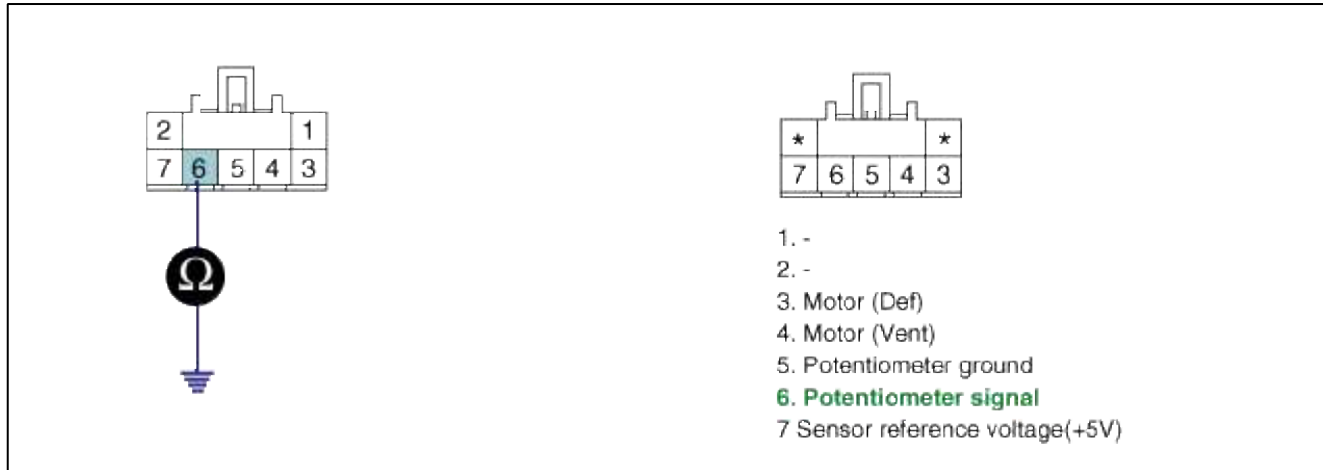 2 1
7 6 5 4 3
Ω
* *
7 6 5 4 3
1. -
2. -
3. Motor (Def)
4. Motor (Vent)
5. Potentiometer ground
6. Potentiometer signal
7 Sensor reference voltage(+5V)